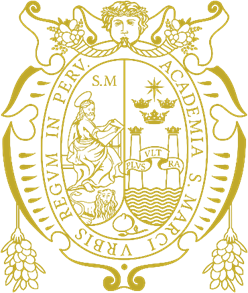 ACADEMIA S. MARCI VRBIS REGVM IN PERV
S.M
PLVS VLT RA